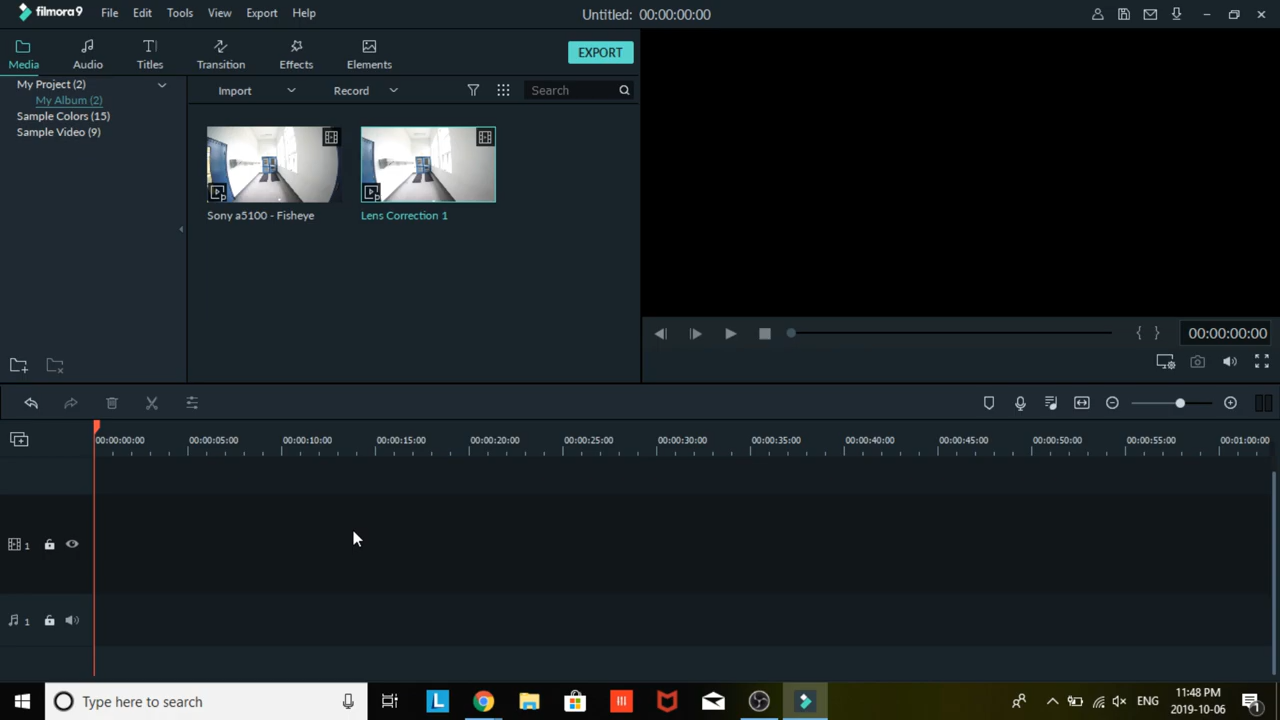 filmora9 File Edit Tools View Export Help Untitled: 00:00:00:00
Media Audio Titles Transition Effects Elements EXPORT
My Project (2)
My Album (2)
Sample Colors (15)
Sample Video (9)
Import Record Search
Sony a5100 - Fisheye Lens Correction 1
00:00:00:00
00:00:00:00 00:00:05:00 00:00:10:00 00:00:15:00 00:00:20:00 00:00:25:00 00:00:30:00 00:00:35:00 00:00:40:00 00:00:45:00 00:00:50:00 00:00:55:00 00:01:00:00
1
1
Type here to search L ENG 11:48 PM
2019-10-06 1